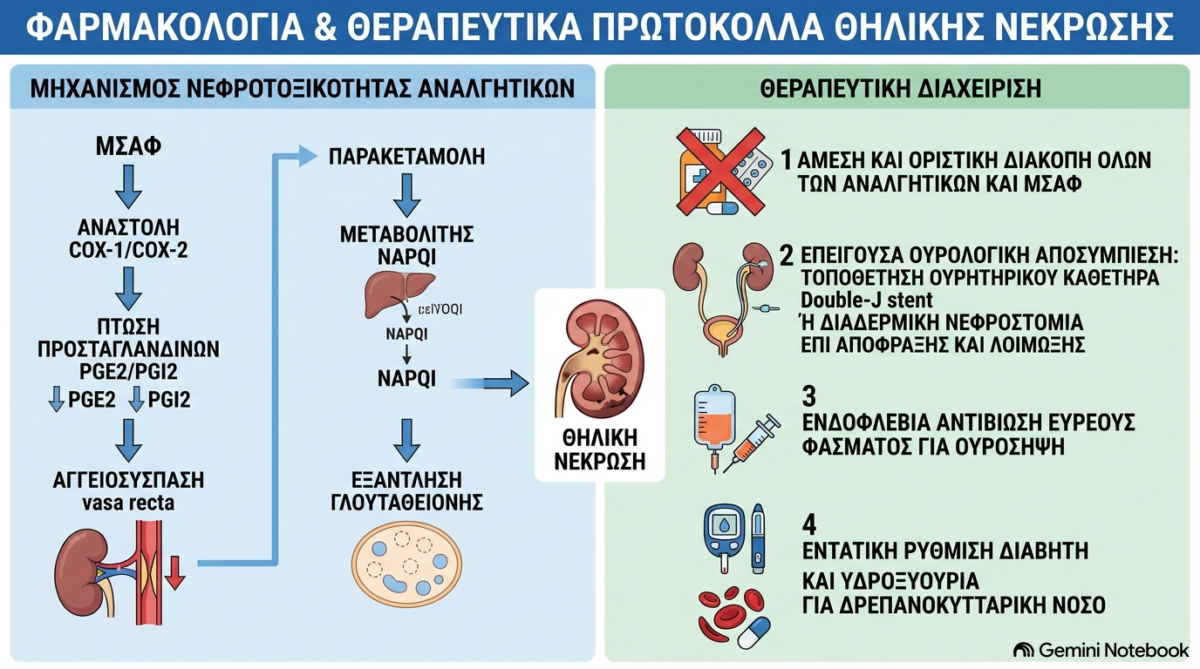 ΦΑΡΜΑΚΟΛΟΓΙΑ & ΘΕΡΑΠΕΥΤΙΚΑ ΠΡΩΤΟΚΟΛΛΑ ΘΗΛΙΚΗΣ ΝΕΚΡΩΣΗΣ
ΜΗΧΑΝΙΣΜΟΣ ΝΕΦΡΟΤΟΞΙΚΟΤΗΤΑΣ ΑΝΑΛΓΗΤΙΚΩΝ
ΜΣΑΦ
ΑΝΑΣΤΟΛΗ
COX-1/COX-2
ΠΤΩΣΗ
ΠΡΟΣΤΑΓΛΑΝΔΙΝΩΝ
PGE2/PGI2
PGE2
PGI2
ΑΓΓΕΙΟΣΥΣΠΑΣΗ
vasa recta
ΠΑΡΑΚΕΤΑΜΟΛΗ
ΜΕΤΑΒΟΛΙΤΗΣ
NAPQI
NAPQI
NAPQI
ΕΞΑΝΤΛΗΣΗ
ΓΛΟΥΤΑΘΕΙΟΝΗΣ
ΘΗΛΙΚΗ
ΝΕΚΡΩΣΗ
ΘΕΡΑΠΕΥΤΙΚΗ ΔΙΑΧΕΙΡΙΣΗ
1 ΑΜΕΣΗ ΚΑΙ ΟΡΙΣΤΙΚΗ ΔΙΑΚΟΠΗ ΟΛΩΝ
ΤΩΝ ΑΝΑΛΓΗΤΙΚΩΝ ΚΑΙ ΜΣΑΦ
2 ΕΠΕΙΓΟΥΣΑ ΟΥΡΟΛΟΓΙΚΗ ΑΠΟΣΥΜΠΙΕΣΗ:
ΤΟΠΟΘΕΤΗΣΗ ΟΥΡΗΤΗΡΙΚΟΥ ΚΑΘΕΤΗΡΑ
Double-J stent
Ή ΔΙΑΔΕΡΜΙΚΗ ΝΕΦΡΟΣΤΟΜΙΑ
ΕΠΙ ΑΠΟΦΡΑΞΗΣ ΚΑΙ ΛΟΙΜΩΞΗΣ
3
ΕΝΔΟΦΛΕΒΙΑ ΑΝΤΙΒΙΩΣΗ ΕΥΡΕΟΥΣ
ΦΑΣΜΑΤΟΣ ΓΙΑ ΟΥΡΟΣΗΨΗ
4
ΕΝΤΑΤΙΚΗ ΡΥΘΜΙΣΗ ΔΙΑΒΗΤΗ
ΚΑΙ ΥΔΡΟΞΥΟΥΡΙΑ
ΓΙΑ ΔΡΕΠΑΝΟΚΥΤΤΑΡΙΚΗ ΝΟΣΟ
Gemini Notebook